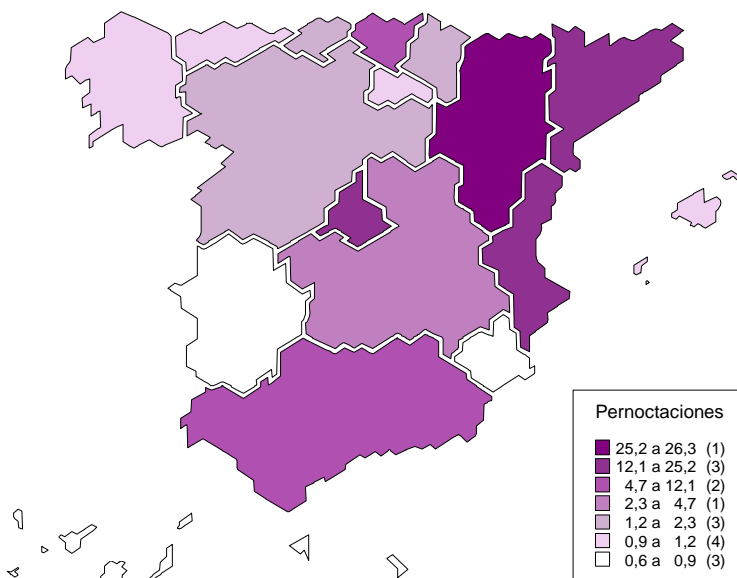 Pernoctaciones
25,2 a 26,3 (1)
12,1 a 25,2 (3)
4,7 a 12,1 (2)
2,3 a 4,7 (1)
1,2 a 2,3 (3)
0,9 a 1,2 (4)
0,6 a 0,9 (3)